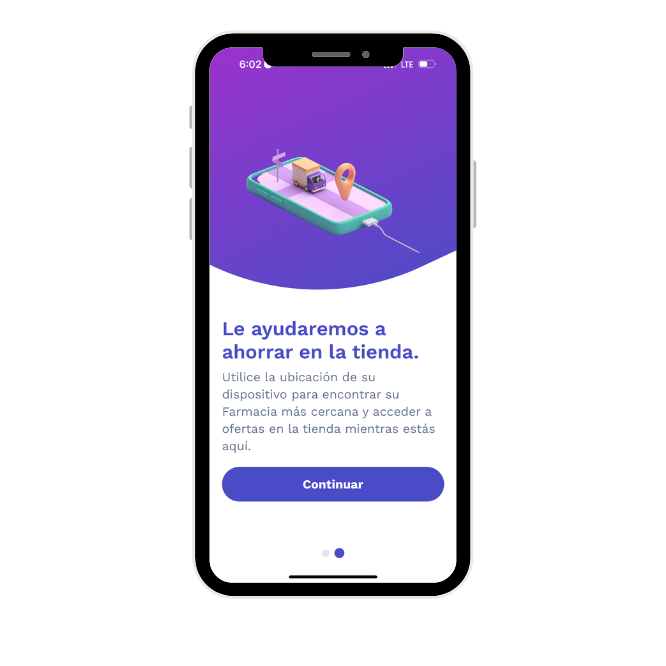 6:02
LTE
Le ayudaremos a
ahorrar en la tienda.
Utilice la ubicación de su
dispositivo para encontrar su
Farmacia más cercana y acceder a
ofertas en la tienda mientras estás
aquí.
Continuar